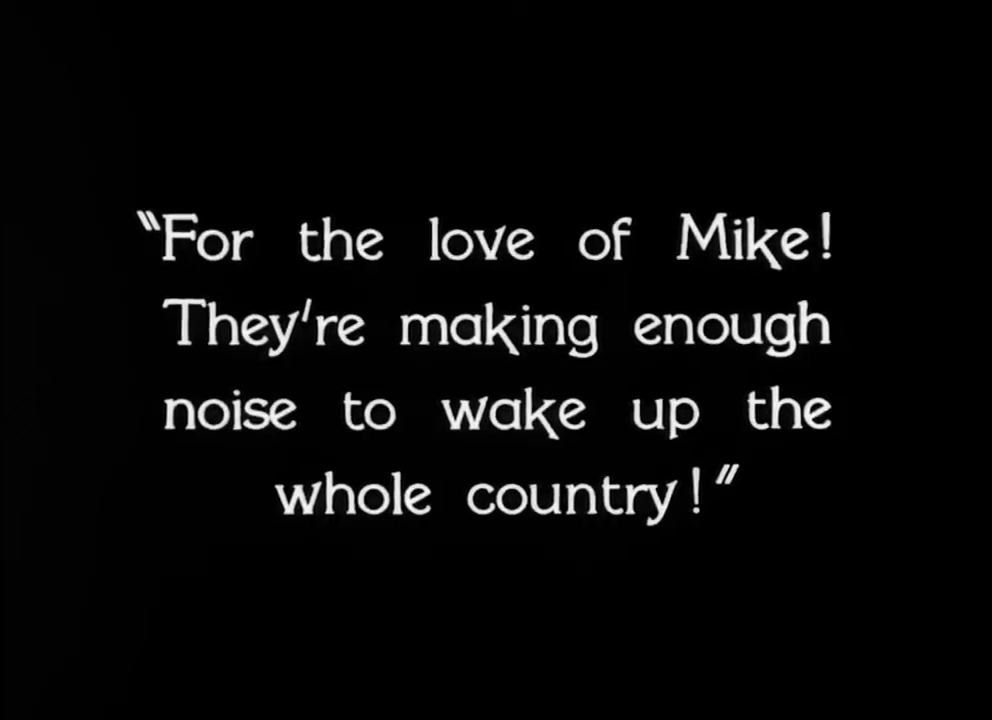 “For the love of Mike!
They're making enough
noise to wake up the
whole country!”